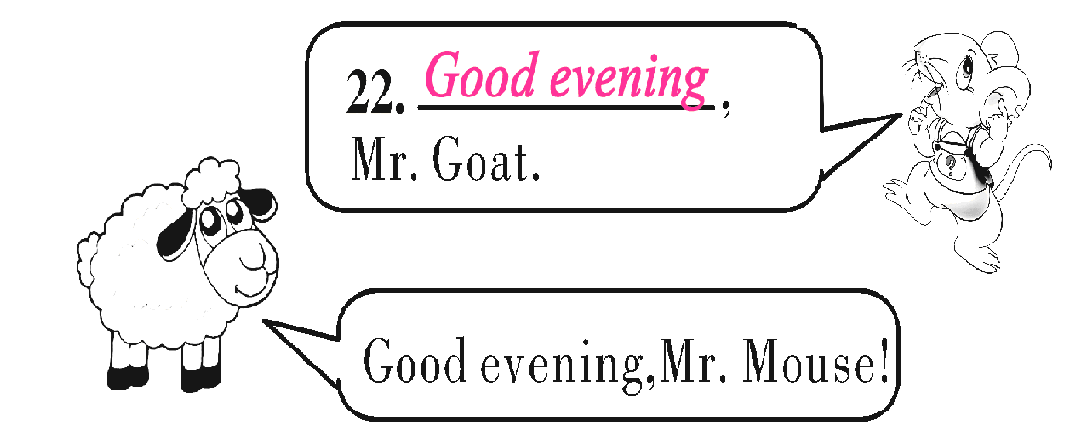 22. Good evening,
Mr. Goat.
Good evening,Mr. Mouse!